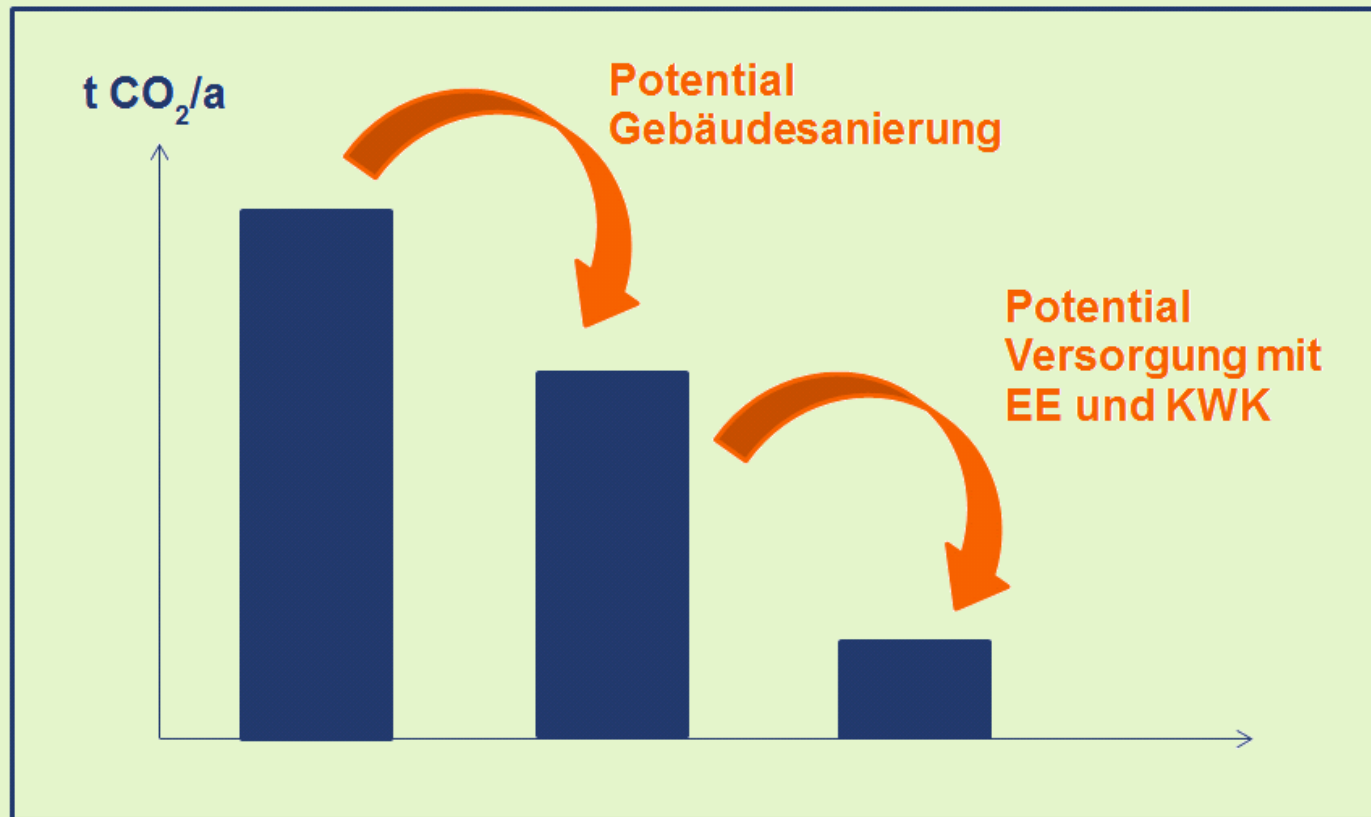 t CO₂/a
Potential
Gebäudesanierung
Potential
Versorgung mit
EE und KWK